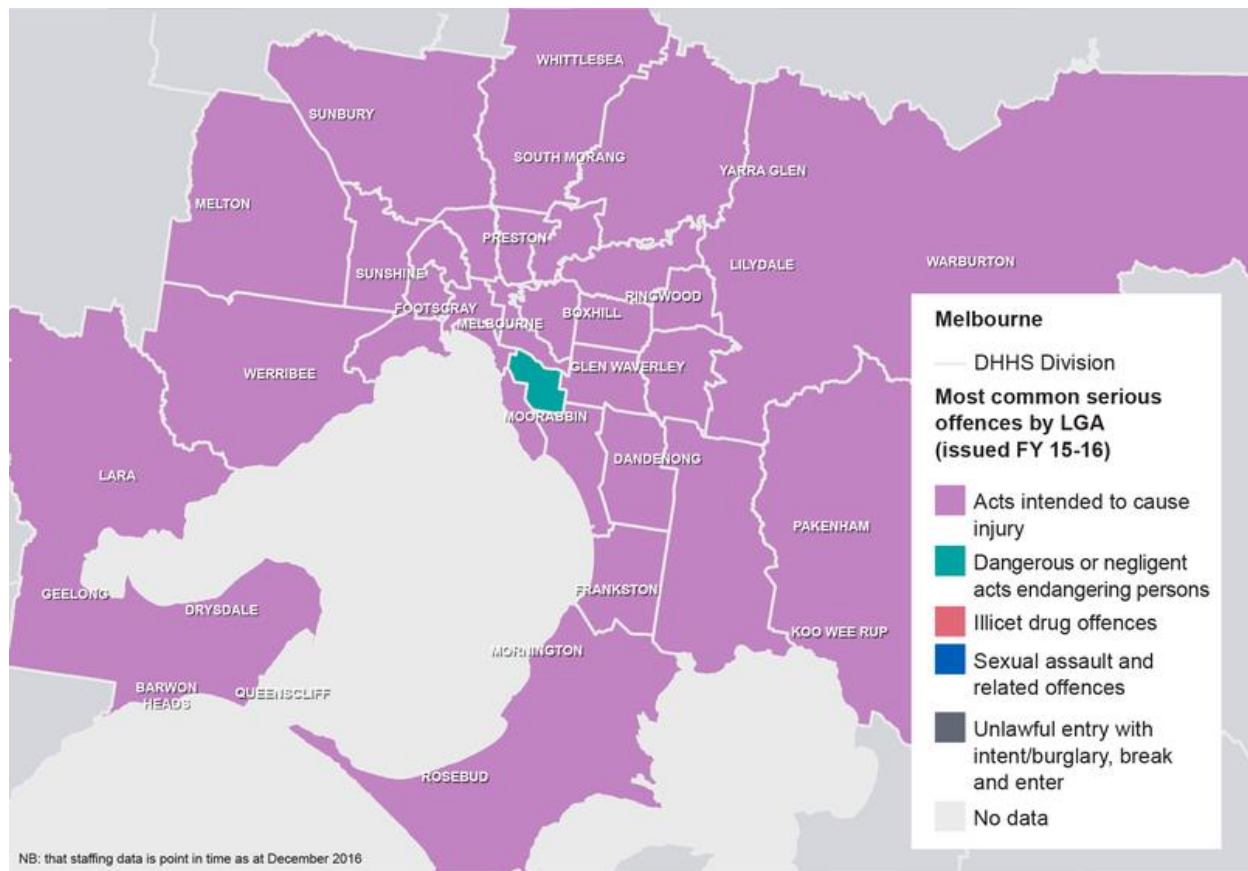 WHITTLESEA
SUNBURY
SOUTH MORANG
YARRA GLEN
MELTON
PRESTON
LILYDALE
WARBURTON
SUNSHINE
RINGWOOD
FOOTSCRAY
BOXHILL
MELBOURNE
GLEN WAVERLEY
WERRIBEE
MOORABBIN
DANDENONG
LARA
PAKENHAM
FRANKSTON
GEELONG
DRYSDALE
KOO WEE RUP
MORNINGTON
BARWON
HEADS
QUEENSCLIFF
ROSEBUD
Melbourne
DHHS Division
Most common serious
offences by LGA
(issued FY 15-16)
Acts intended to cause
injury
Dangerous or negligent
acts endangering persons
Illicet drug offences
Sexual assault and
related offences
Unlawful entry with
intent/burglary, break
and enter
No data
NB: that staffing data is point in time as at December 2016